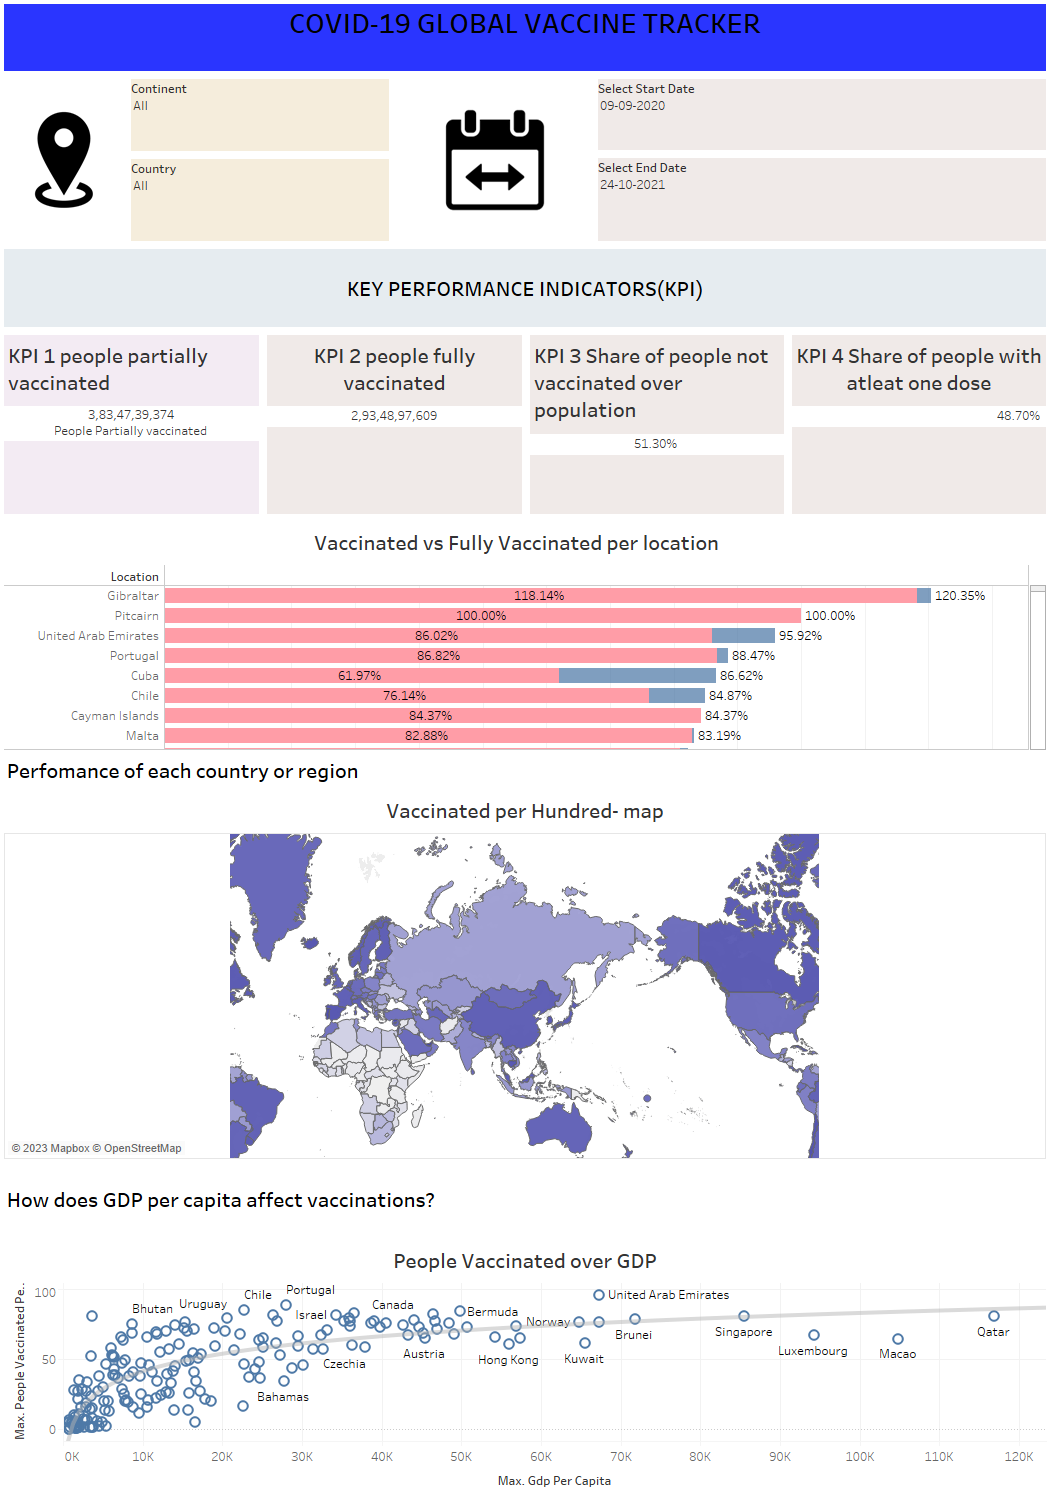 COVID-19 GLOBAL VACCINE TRACKER
Continent
All
Country
All
Select Start Date
09-09-2020
Select End Date
24-10-2021
KEY PERFORMANCE INDICATORS(KPI)
KPI 1 people partially
vaccinated
3,83,47,39,374
People Partially vaccinated
KPI 2 people fully
vaccinated
2,93,48,97,609
KPI 3 Share of people not
vaccinated over
population
51.30%
KPI 4 Share of people with
atleat one dose
48.70%
Vaccinated vs Fully Vaccinated per location
Location
Gibraltar 118.14% 120.35%
Pitcairn 100.00% 100.00%
United Arab Emirates 86.02% 95.92%
Portugal 86.82% 88.47%
Cuba 61.97% 86.62%
Chile 76.14% 84.87%
Cayman Islands 84.37% 84.37%
Malta 82.88% 83.19%
Perfomance of each country or region
Vaccinated per Hundred- map
© 2023 Mapbox © OpenStreetMap
How does GDP per capita affect vaccinations?
People Vaccinated over GDP
Max. People Vaccinated Pe..
100
50
0
Bhutan
Uruguay
Chile
Portugal
Israel
Canada
Bermuda
Norway
United Arab Emirates
Brunei
Singapore
Qatar
Czechia
Austria
Hong Kong
Kuwait
Luxembourg
Macao
Bahamas
0K 10K 20K 30K 40K 50K 60K 70K 80K 90K 100K 110K 120K
Max. Gdp Per Capita